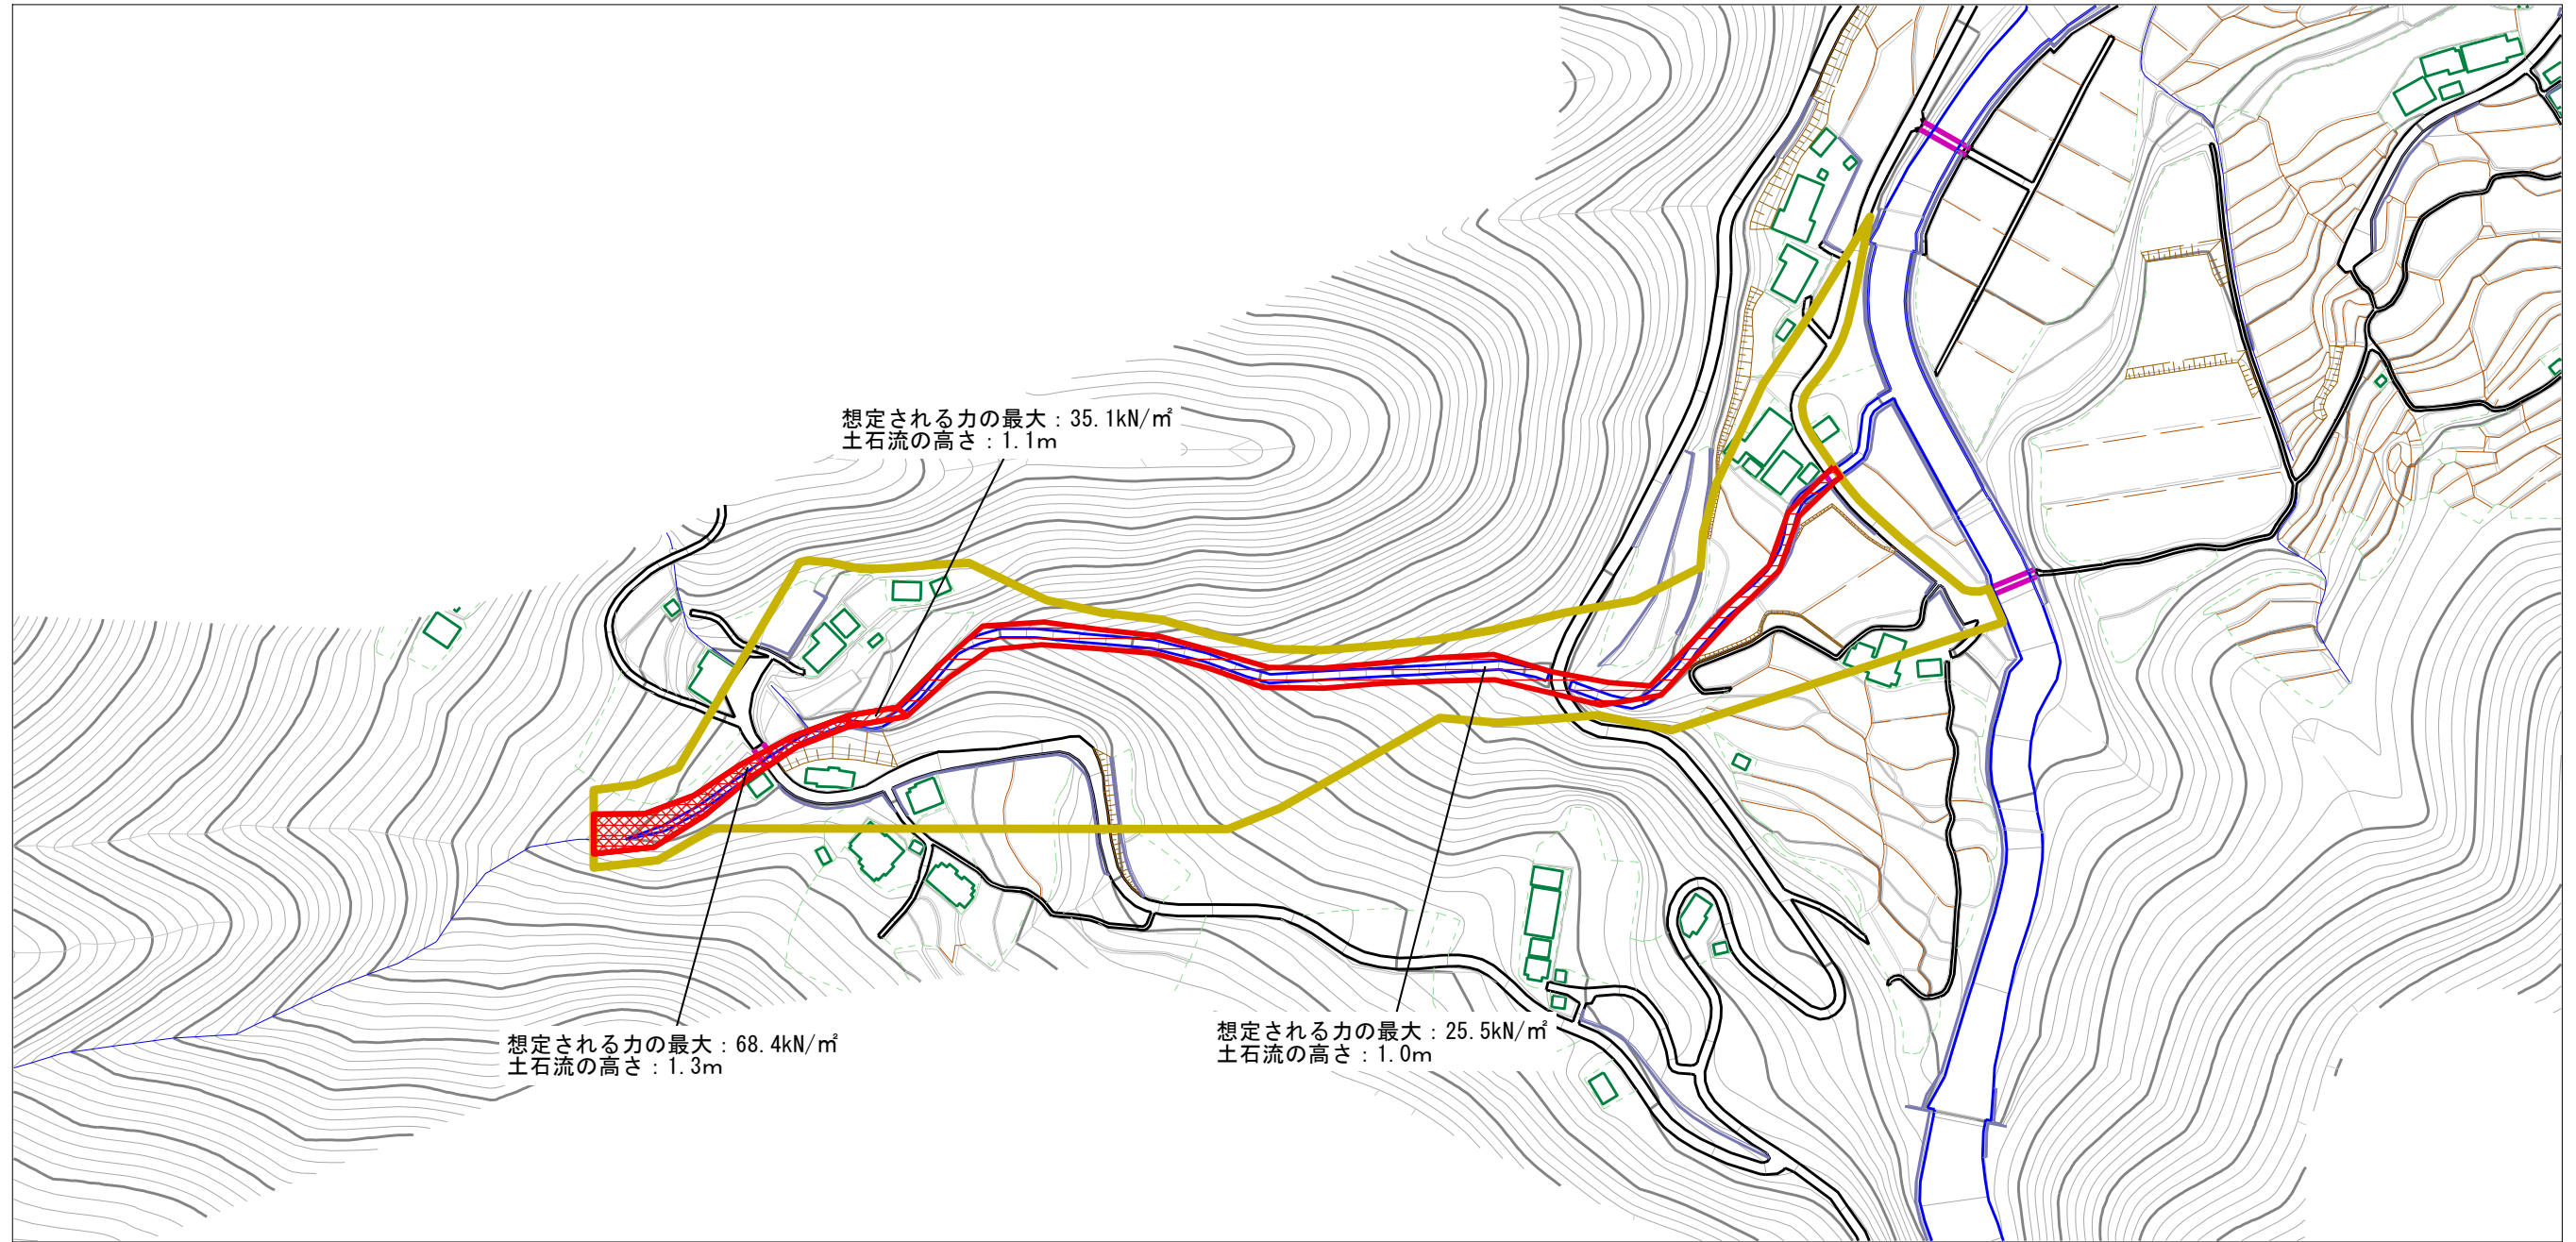 想定される力の最大：35.1kN/㎡
土石流の高さ：1.1m
想定される力の最大：68.4kN/㎡
土石流の高さ：1.3m
想定される力の最大：25.5kN/㎡
土石流の高さ：1.0m